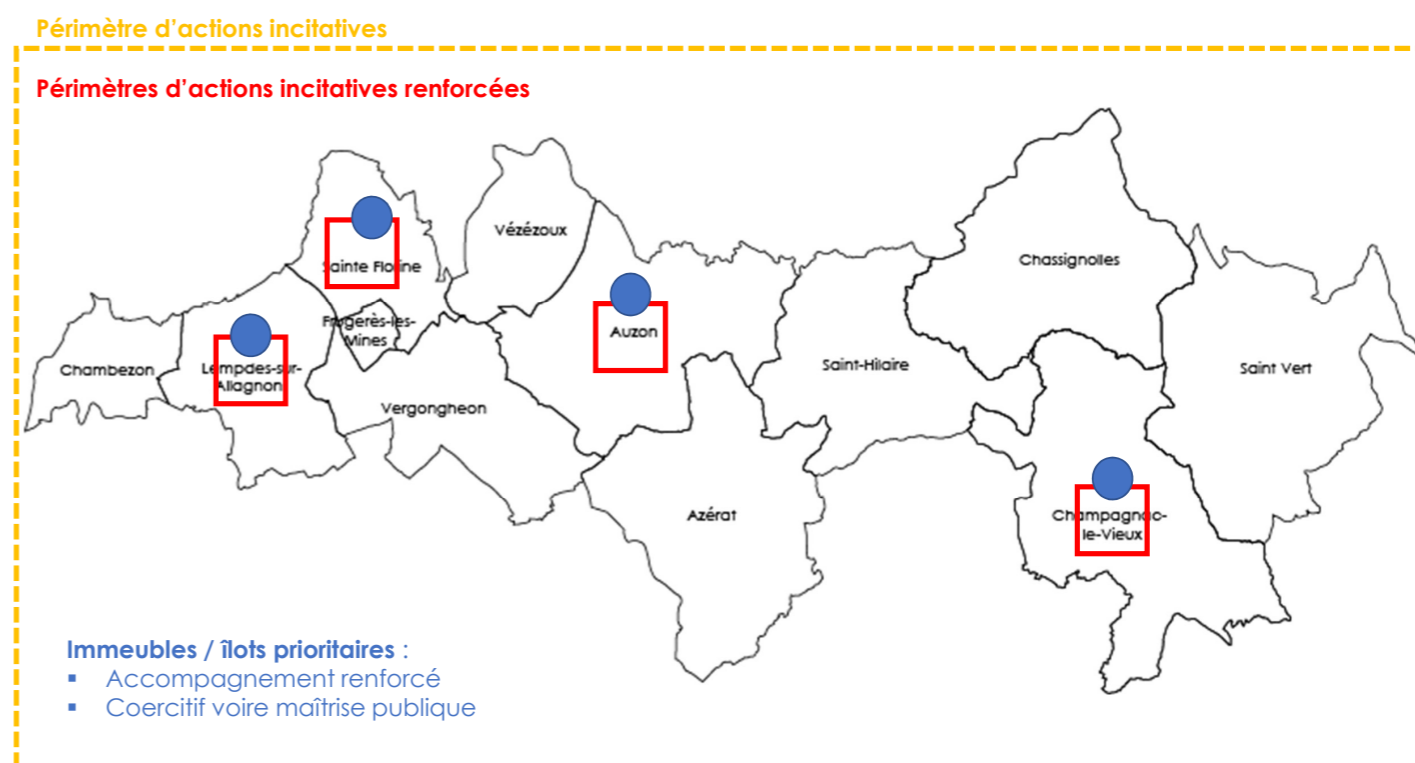 Périmètre d’actions incitatives
Périmètres d’actions incitatives renforcées
Vézézoux
Chassignolles
Sainte Florine
Frugerès-les-
Mines
Auzon
Chambezon
Lempdes-sur-
Allagnon
Saint-Hilaire
Saint Vert
Vergongheon
Azérat
Champagnac-
le-Vieux
Immeubles / îlots prioritaires :
▪ Accompagnement renforcé
▪ Coercitif voire maîtrise publique